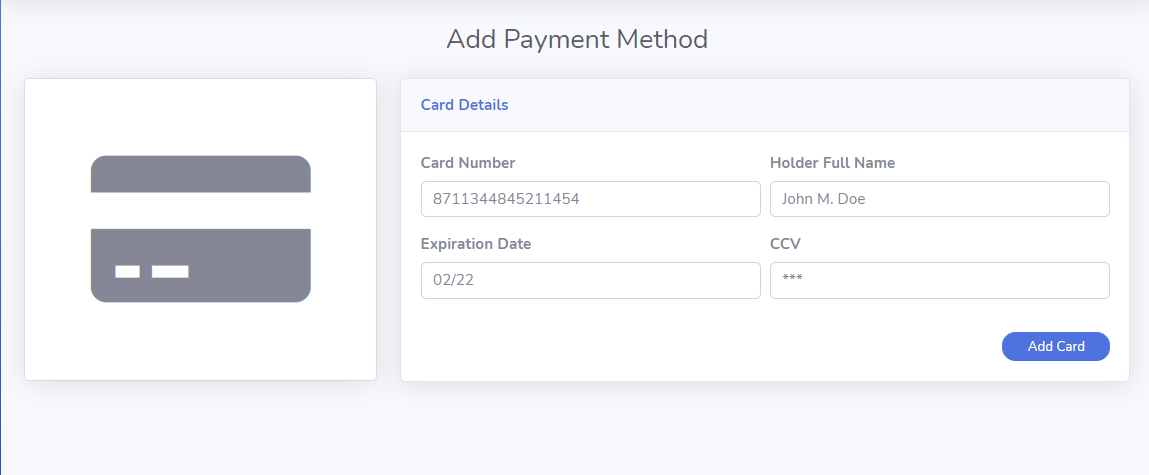 Add Payment Method
Card Details
Card Number Holder Full Name
8711344845211454 John M. Doe
Expiration Date CCV
02/22 ***
Add Card